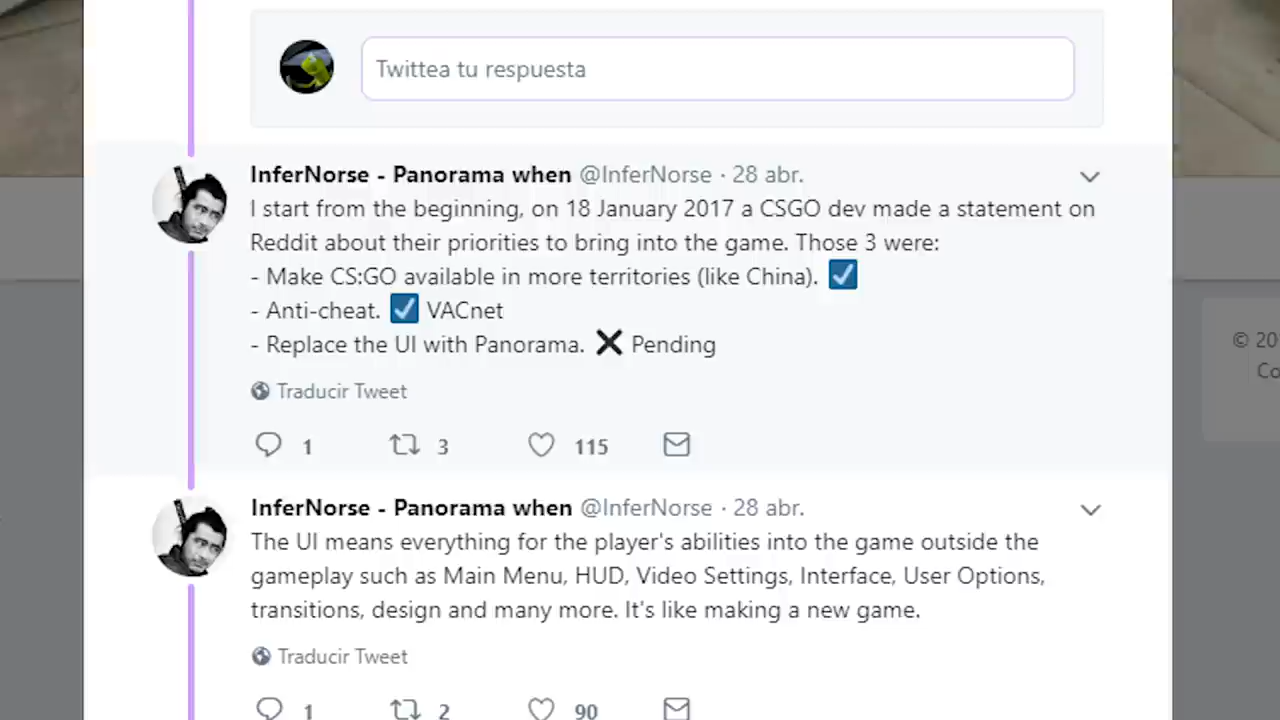 Twittea tu respuesta
InferNorse - Panorama when @InferNorse · 28 abr.
I start from the beginning, on 18 January 2017 a CSGO dev made a statement on
Reddit about their priorities to bring into the game. Those 3 were:
- Make CS:GO available in more territories (like China). ☑
- Anti-cheat. ☑ VACnet
- Replace the UI with Panorama. ❌ Pending
Traducir Tweet
1 3 115
InferNorse - Panorama when @InferNorse · 28 abr.
The UI means everything for the player's abilities into the game outside the
gameplay such as Main Menu, HUD, Video Settings, Interface, User Options,
transitions, design and many more. It's like making a new game.
Traducir Tweet
1 2 90
© 20
Co